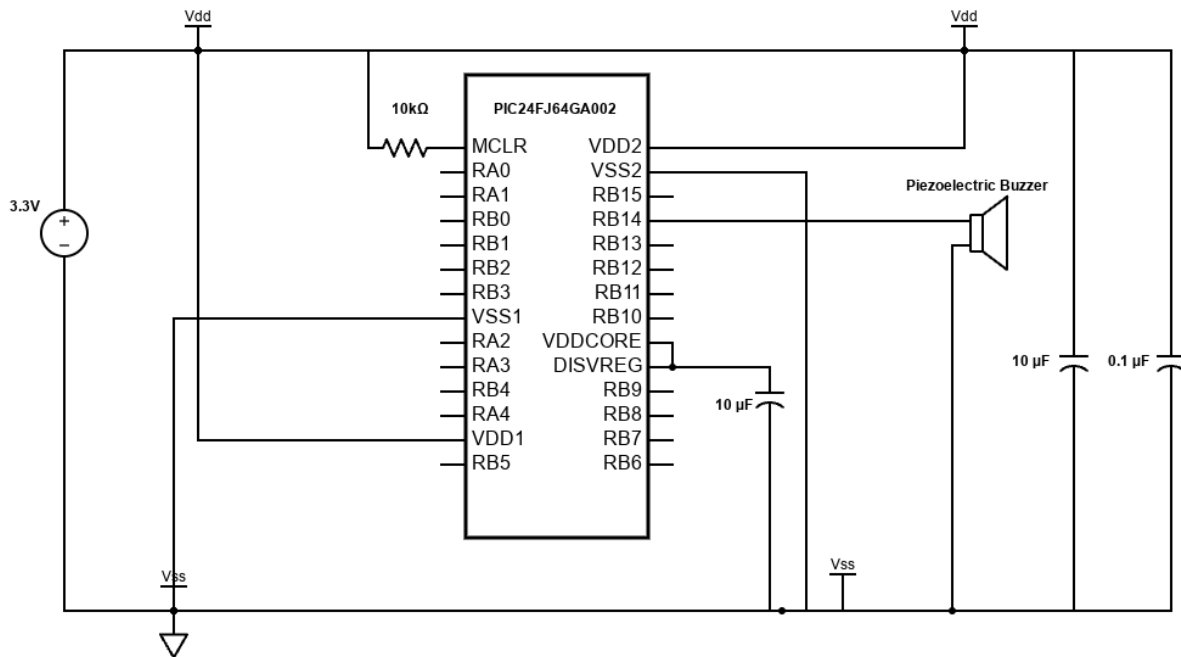 Vdd
Vdd
PIC24FJ64GA002
10kΩ
MCLR
VDD2
RA0
VSS2
RA1
RB15
Piezoelectric Buzzer
3.3V
+
−
RB0
RB14
RB1
RB13
RB2
RB12
RB3
RB11
VSS1
RB10
RA2
VDDCORE
RA3
DISVREG
10 µF
0.1 µF
RB4
RB9
10 µF
RA4
RB8
VDD1
RB7
RB5
RB6
Vss
Vss